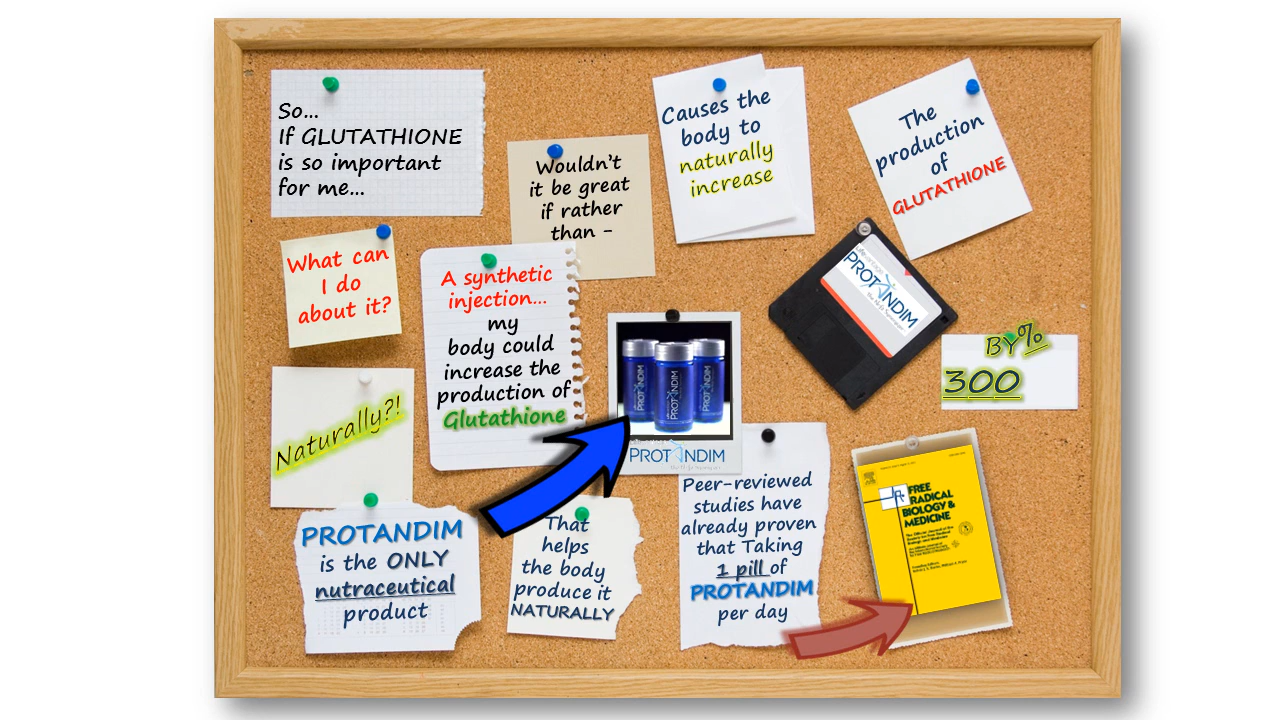 So...
If GLUTATHIONE
is so important
for me...
What can
I do
about it?
Naturally?!
PROTANDIM
is the ONLY
nutraceutical
product
Wouldn't
it be great
if rather
than -
A synthetic
injection...
my
body could
increase the
production of
Glutathione
That
helps
the body
produce it
NATURALLY
PROTANDIM
PROTANDIM
PROTANDIM
PROTANDIM
Causes the
body to
naturally
increase
Peer-reviewed
studies have
already proven
that Taking
1 pill of
PROTANDIM
per day
The
production
of
GLUTATHIONE
PROTANDIM
BY%
300
FREE
RADICAL
BIOLOGY &
MEDICINE